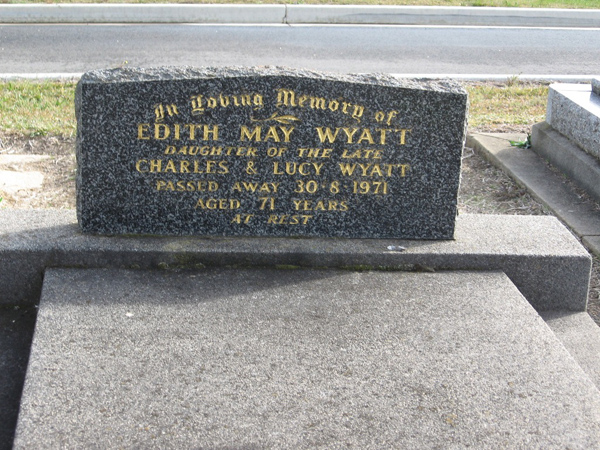 In Loving Memory of
EDITH MAY WYATT
DAUGHTER OF THE LATE
CHARLES & LUCY WYATT
PASSED AWAY 30·8·1971
AGED 71 YEARS
AT REST